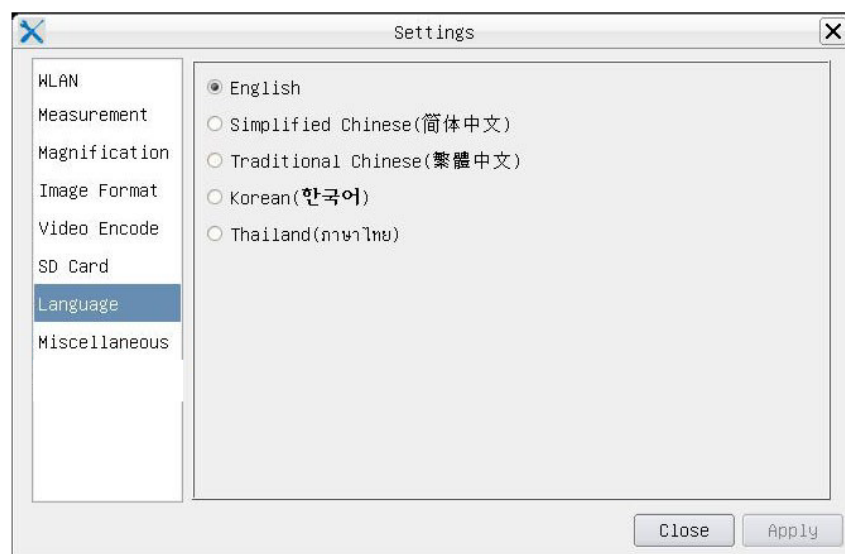 Settings
WLAN
Measurement
Magnification
Image Format
Video Encode
SD Card
Language
Miscellaneous
English
Simplified Chinese(简体中文)
Traditional Chinese(繁體中文)
Korean(한국어)
Thailand(ภาษาไทย)
Close
Apply